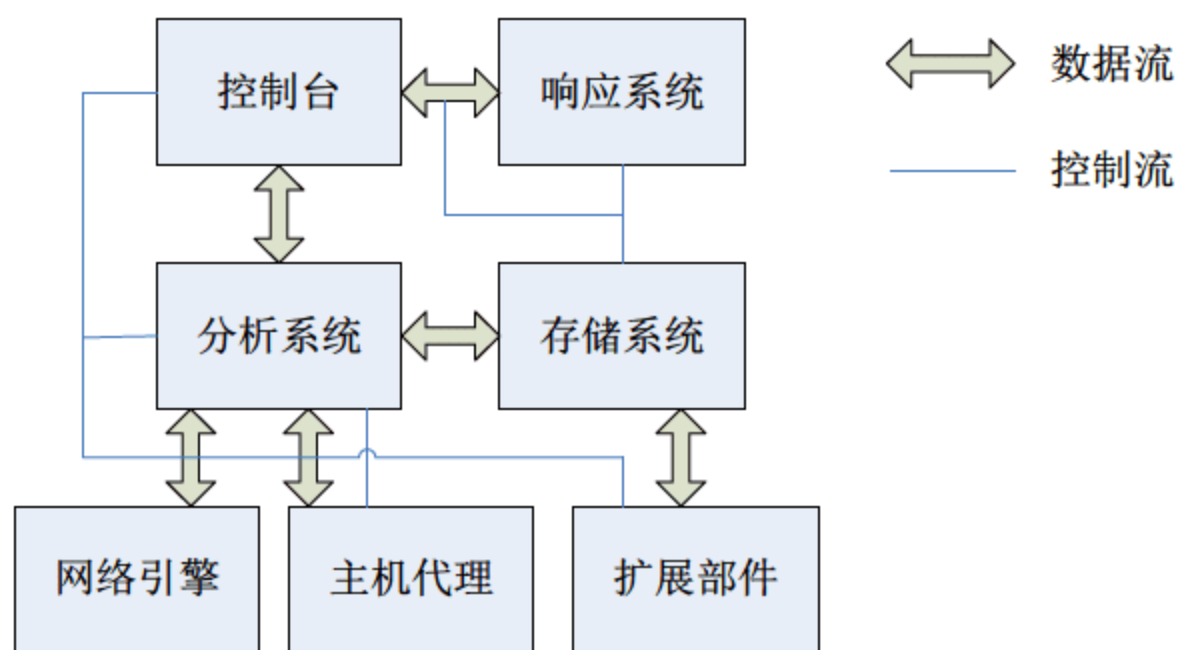 控制台
响应系统
数据流
控制流
分析系统
存储系统
网络引擎
主机代理
扩展部件